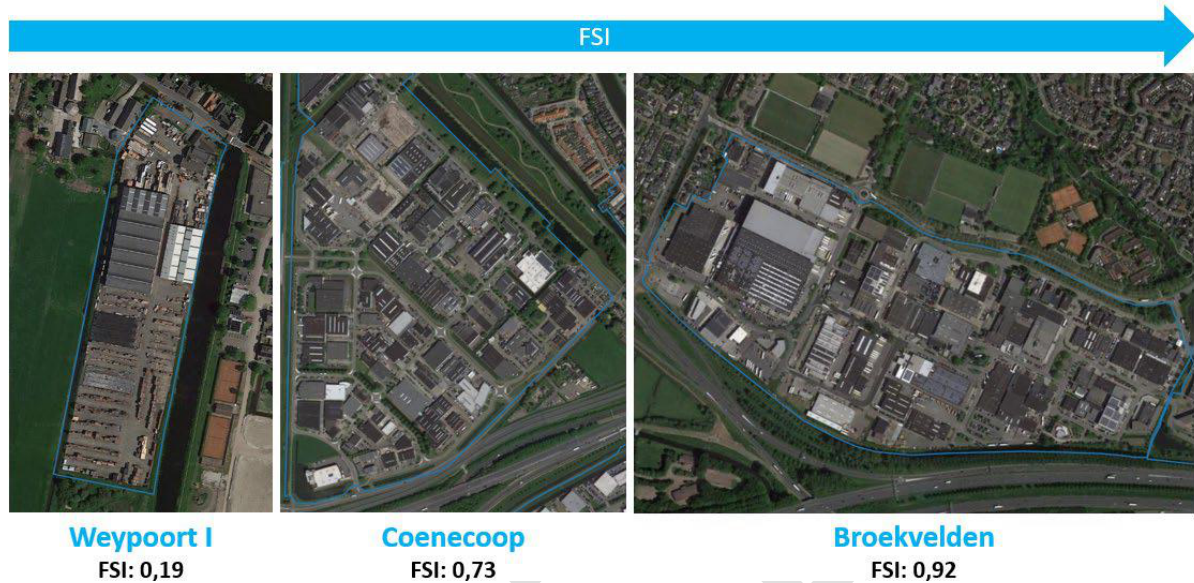 FSI
Weypoort I
Coenecoop
Broekvelden
FSI: 0,19
FSI: 0,73
FSI: 0,92